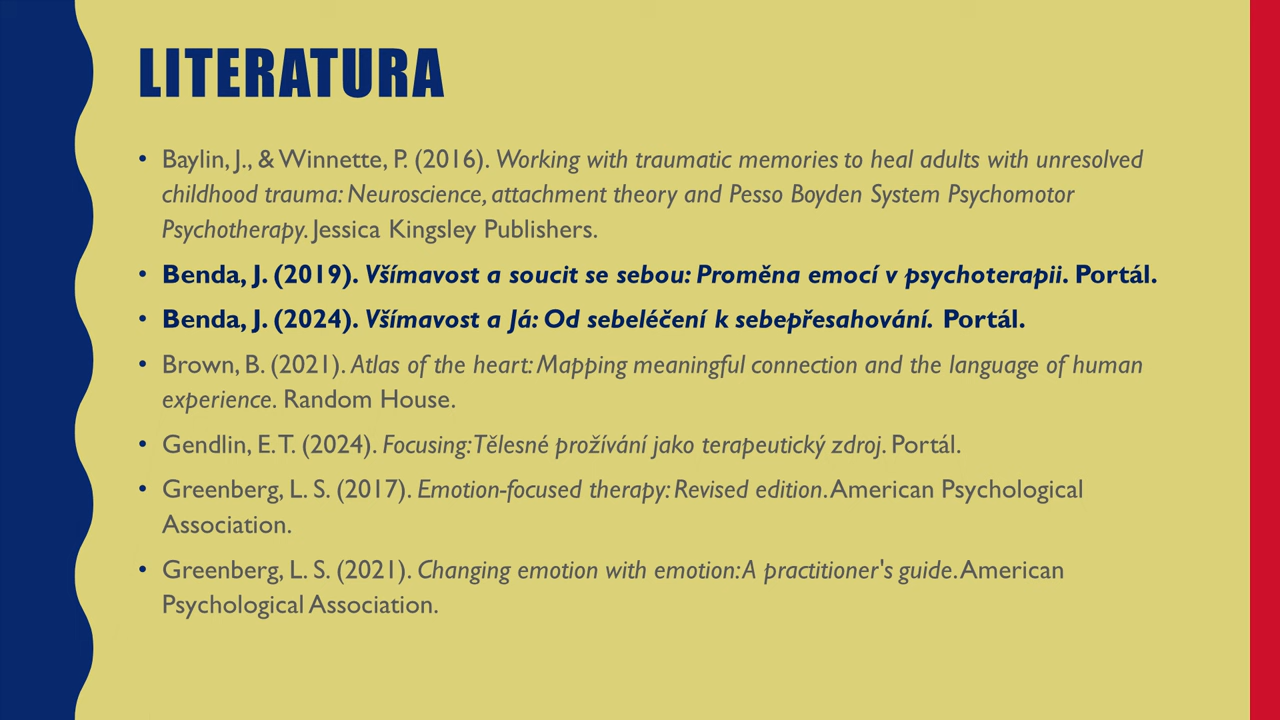 LITERATURA
• Baylin, J., & Winnette, P. (2016). Working with traumatic memories to heal adults with unresolved
childhood trauma: Neuroscience, attachment theory and Pesso Boyden System Psychomotor
Psychotherapy. Jessica Kingsley Publishers.
• Benda, J. (2019). Všímavost a soucit se sebou: Proměna emocí v psychoterapii. Portál.
• Benda, J. (2024). Všímavost a Já: Od sebeléčení k sebepřesahování. Portál.
• Brown, B. (2021). Atlas of the heart: Mapping meaningful connection and the language of human
experience. Random House.
• Gendlin, E. T. (2024). Focusing: Tělesné prožívání jako terapeutický zdroj. Portál.
• Greenberg, L. S. (2017). Emotion-focused therapy: Revised edition. American Psychological
Association.
• Greenberg, L. S. (2021). Changing emotion with emotion: A practitioner's guide. American
Psychological Association.